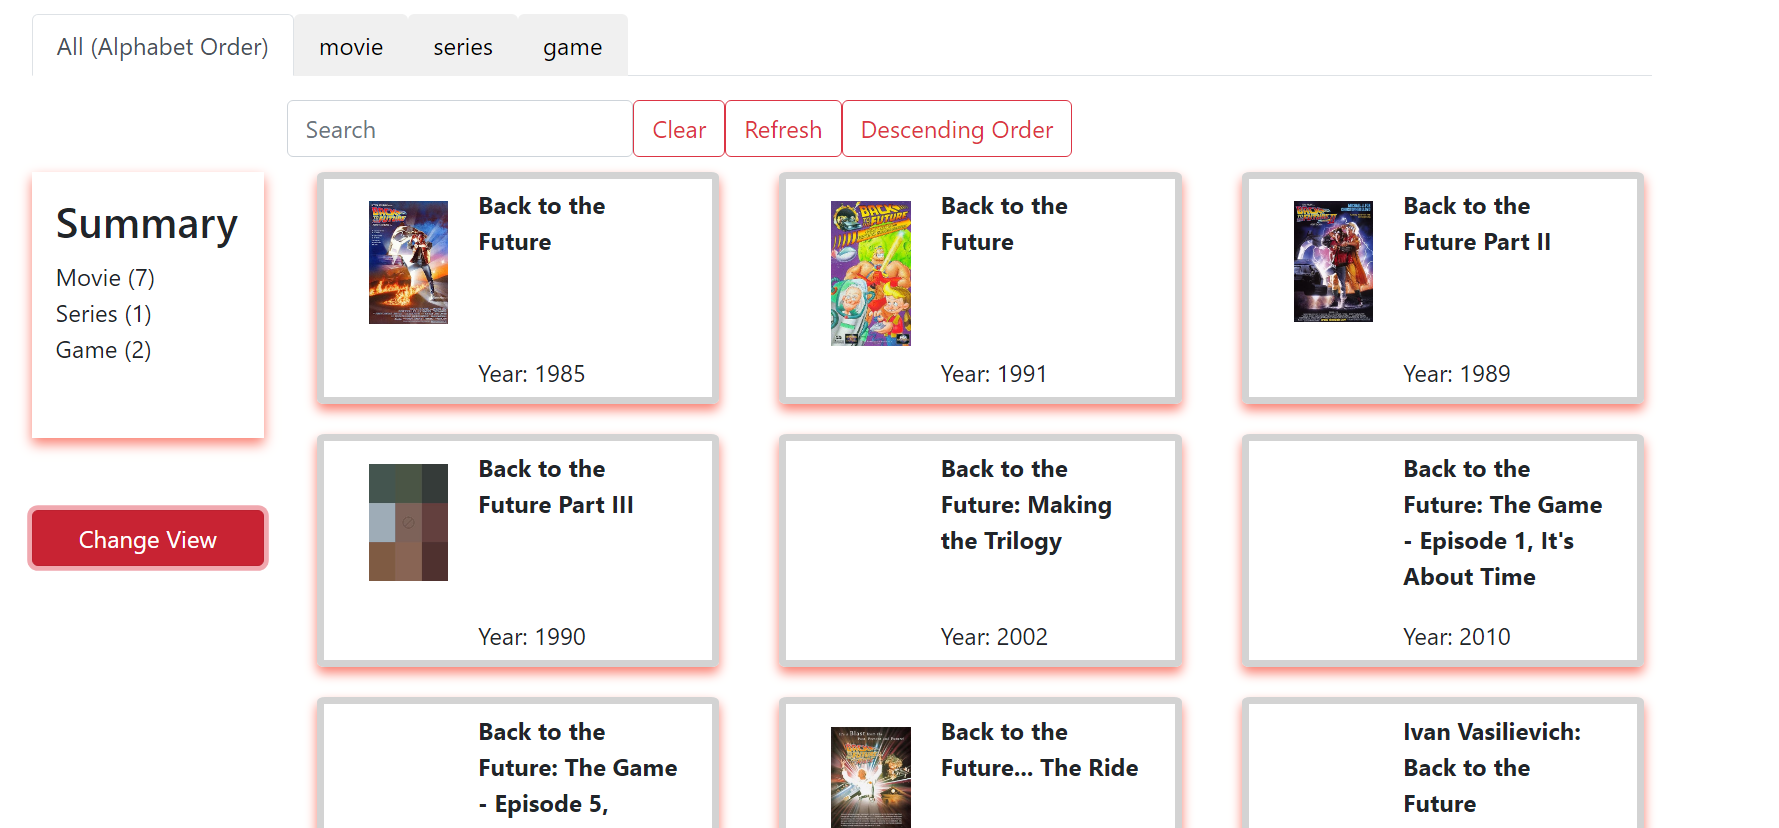 All (Alphabet Order) movie series game
Search Clear Refresh Descending Order
Summary
Movie (7)
Series (1)
Game (2)
Change View
Back to the
Future
Year: 1985
Back to the
Future
Year: 1991
Back to the
Future Part II
Year: 1989
Back to the
Future Part III
Year: 1990
Back to the
Future: Making
the Trilogy
Year: 2002
Back to the
Future: The Game
- Episode 1, It's
About Time
Year: 2010
Back to the
Future: The Game
- Episode 5,
Back to the
Future... The Ride
Ivan Vasilievich:
Back to the
Future